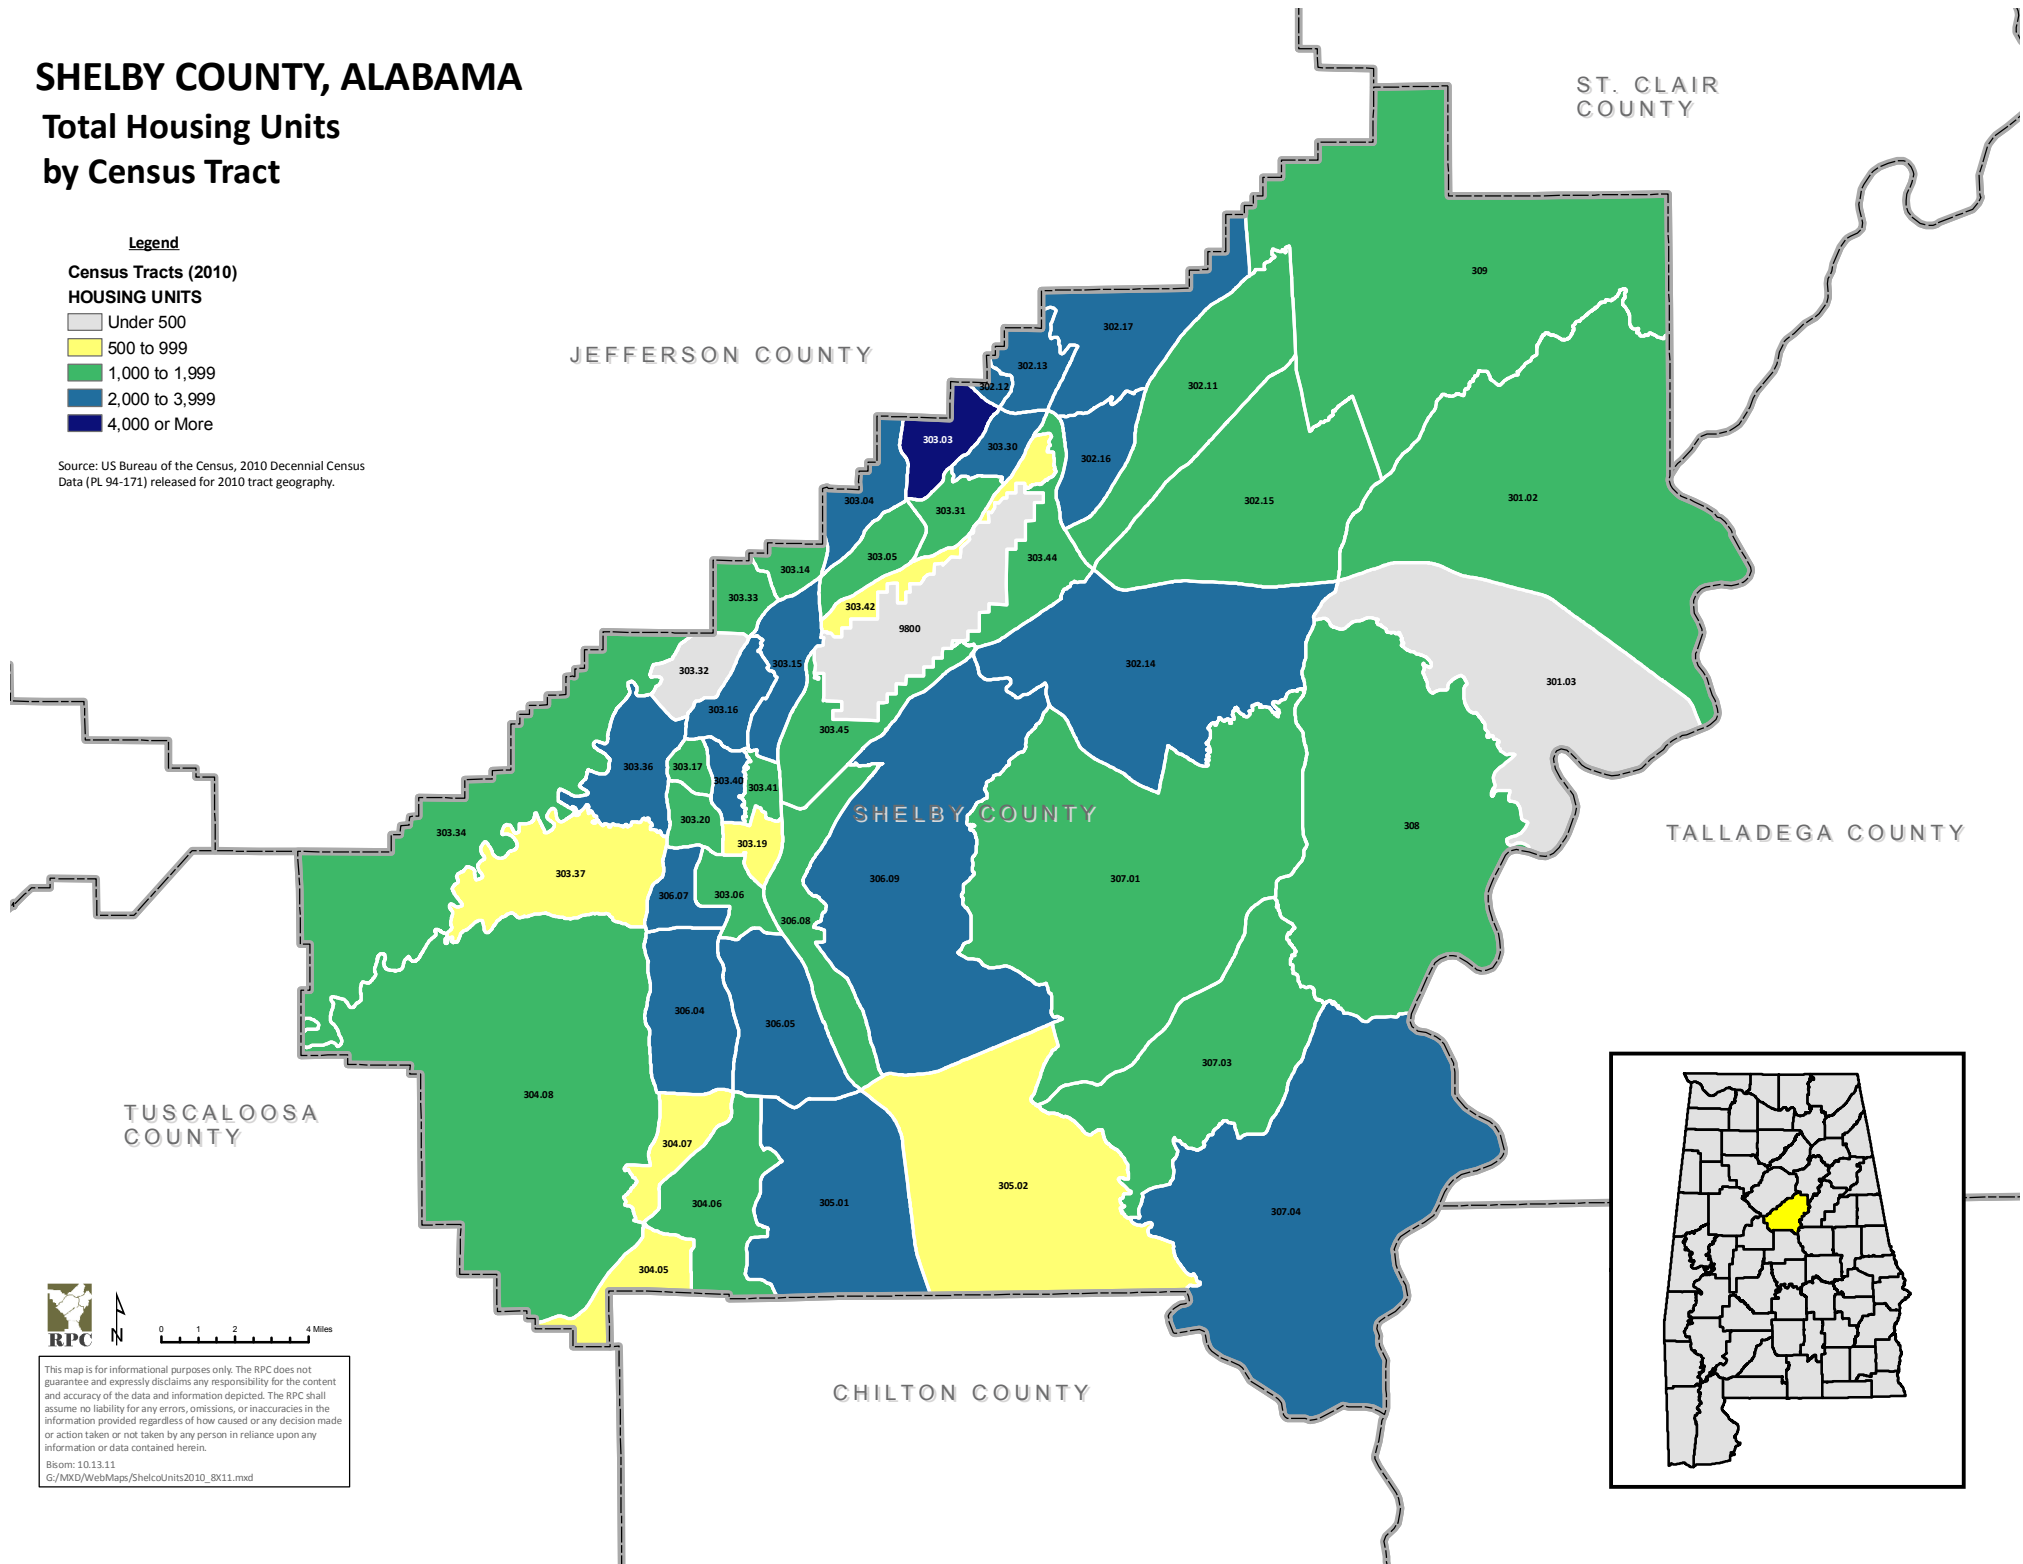 SHELBY COUNTY, ALABAMA
Total Housing Units
by Census Tract
Legend
Census Tracts (2010)
HOUSING UNITS
Under 500
500 to 999
1,000 to 1,999
2,000 to 3,999
4,000 or More
Source: US Bureau of the Census, 2010 Decennial Census
Data (PL 94-171) released for 2010 tract geography.
ST. CLAIR
COUNTY
JEFFERSON COUNTY
309
302.17
302.13
302.12
302.11
303.03
303.30
302.16
303.04
302.15
301.02
303.31
303.05
303.44
303.14
303.33
303.42
9800
303.32
303.15
302.14
301.03
303.16
303.45
303.36
303.17
303.40
303.41
SHELBY COUNTY
303.34
303.20
303.19
308
TALLADEGA COUNTY
303.37
306.07
303.06
306.09
307.01
306.08
306.04
306.05
307.03
304.08
TUSCALOOSA
COUNTY
304.07
304.06
305.01
305.02
307.04
304.05
RPC
N
0 1 2 4 Miles
CHILTON COUNTY
This map is for informational purposes only. The RPC does not
guarantee and expressly disclaims any responsibility for the content
and accuracy of the data and information depicted. The RPC shall
assume no liability for any errors, omissions, or inaccuracies in the
information provided regardless of how caused or any decision made
or action taken or not taken by any person in reliance upon any
information or data contained herein.
Bisom: 10.13.11
G:/MXD/WebMaps/ShelcoUnits2010_8X11.mxd